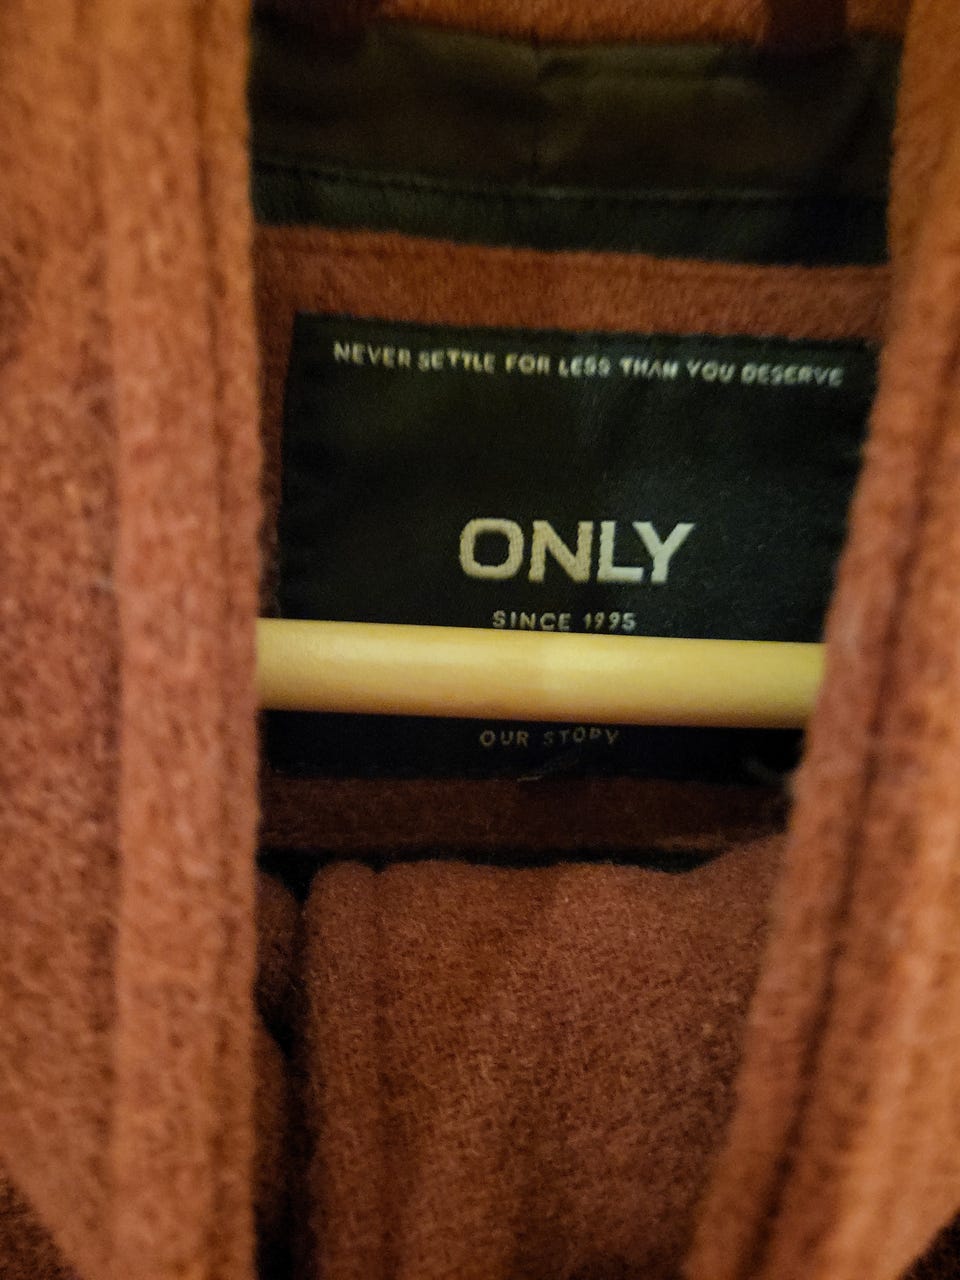 NEVER SETTLE FOR LESS THAN YOU DESERVE
ONLY
SINCE 1995
OUR STORY